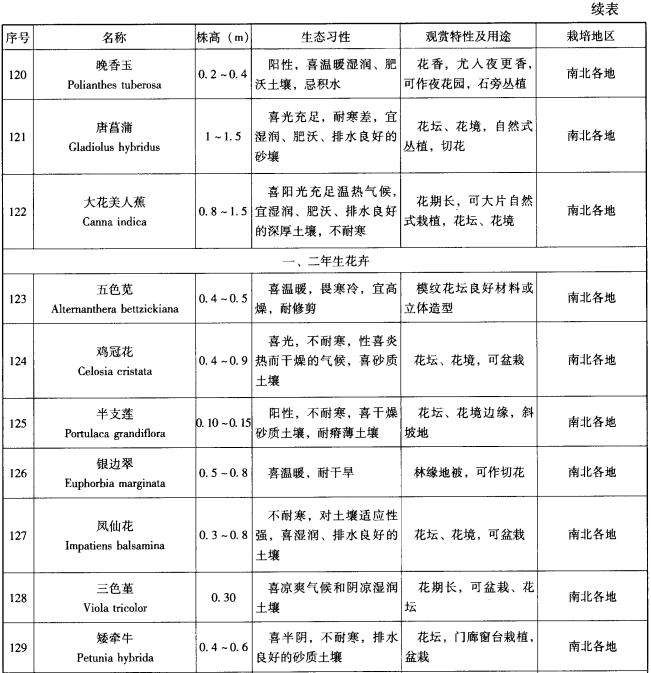 续表
序号 名称 株高（m） 生态习性 观赏特性及用途 栽培地区
120 晚香玉 Polianthes tuberosa 0.2～0.4 阳性，喜温暖湿润、肥沃土壤，忌积水 花香，尤人夜更香，可作夜花园，石旁丛植 南北各地
121 唐菖蒲 Gladiolus hybridus 1～1.5 喜光充足，耐寒差，宜湿润、肥沃、排水良好的砂壤 花坛、花境，自然式丛植，切花 南北各地
122 大花美人蕉 Canna indica 0.8～1.5 喜阳光充足温热气候，宜湿润、肥沃、排水良好的深厚土壤，不耐寒 花期长，可大片自然式栽植，花坛、花境 南北各地
一、二年生花卉
123 五色苋 Alternanthera bettzickiana 0.4～0.5 喜温暖，畏寒冷，宜高燥，耐修剪 模纹花坛良好材料或立体造型 南北各地
124 鸡冠花 Celosia cristata 0.4～0.9 喜光，不耐寒，性喜炎热而干燥的气候，喜砂质土壤 花坛、花境，可盆栽 南北各地
125 半支莲 Portulaca grandiflora 0.10～0.15 阳性，不耐寒，喜干燥砂质土壤，耐瘠薄土壤 花坛、花境边缘，斜坡地 南北各地
126 银边翠 Euphorbia marginata 0.5～0.8 喜温暖，耐干旱 林缘地被，可作切花 南北各地
127 凤仙花 Impatiens balsamina 0.3～0.8 不耐寒，对土壤适应性强，喜湿润、排水良好的土壤 花坛、花境，可盆栽 南北各地
128 三色堇 Viola tricolor 0.30 喜凉爽气候和阴凉湿润土壤 花期长，可盆栽、花坛 南北各地
129 矮牵牛 Petunia hybrida 0.4～0.6 喜半阴，不耐寒，排水良好的砂质土壤 花坛，门廊窗台栽植，盆栽 南北各地